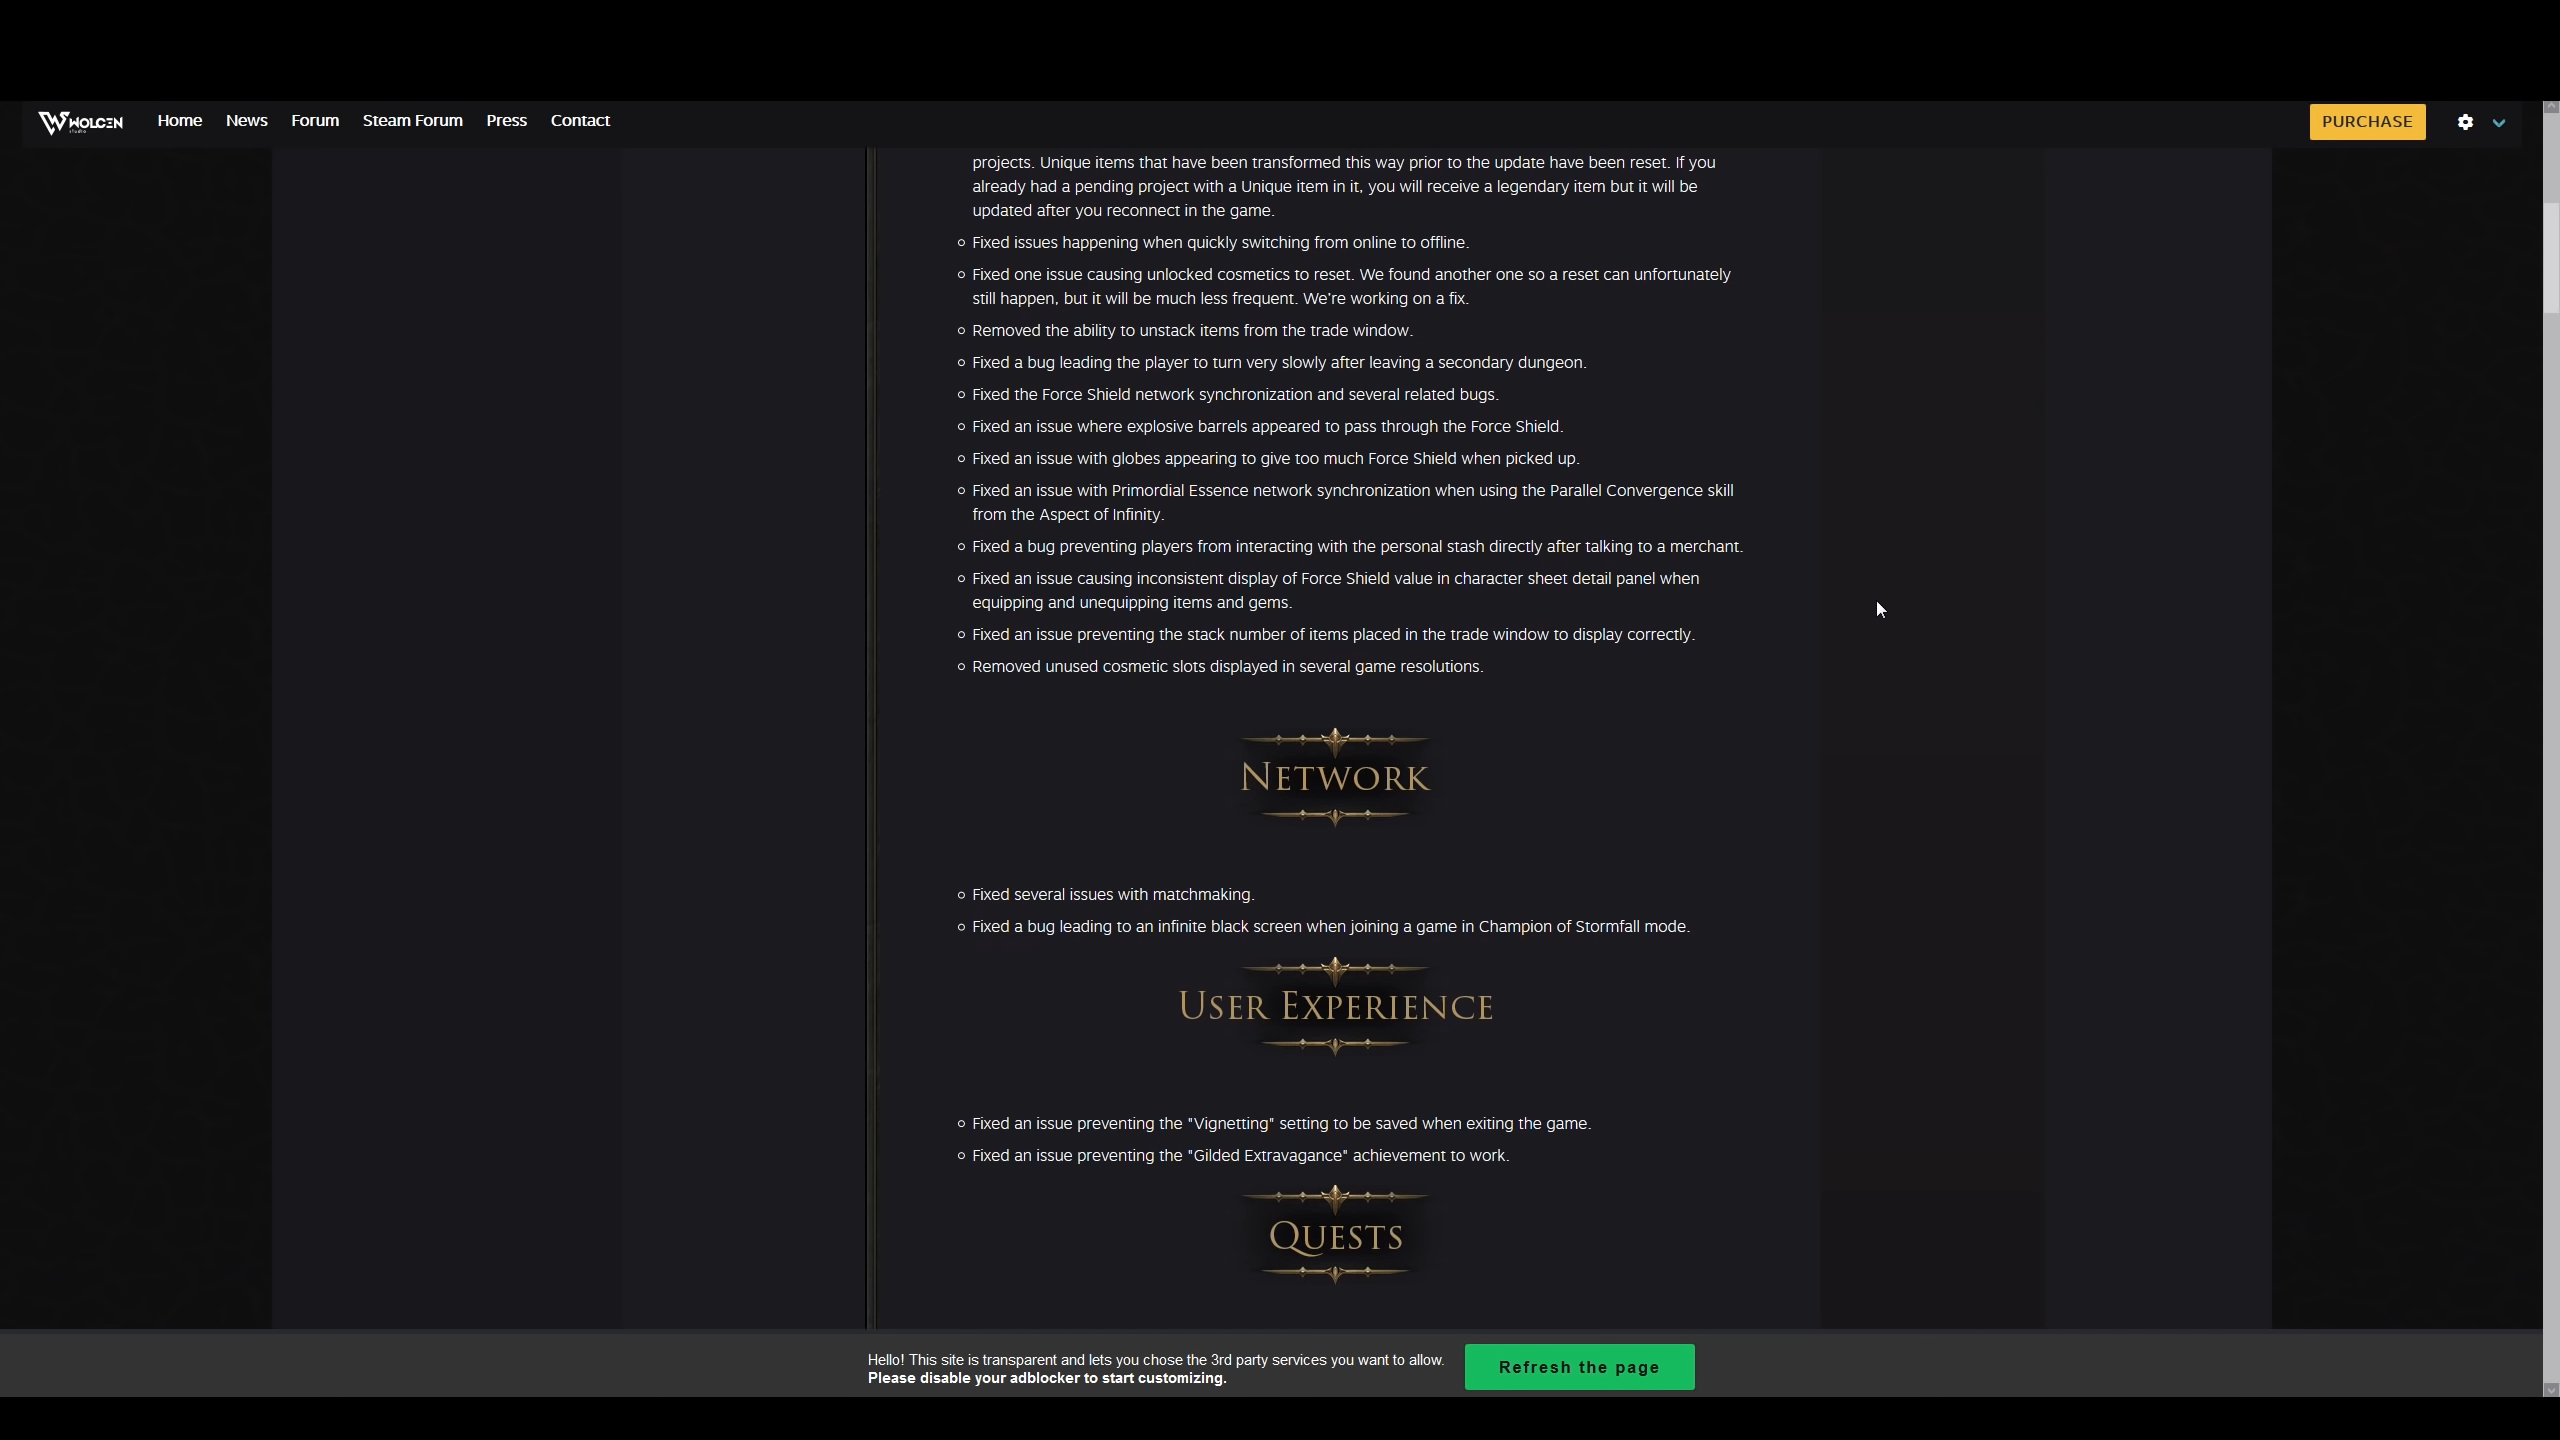 WOLCEN studio Home News Forum Steam Forum Press Contact PURCHASE
projects. Unique items that have been transformed this way prior to the update have been reset. If you
already had a pending project with a Unique item in it, you will receive a legendary item but it will be
updated after you reconnect in the game.
Fixed issues happening when quickly switching from online to offline.
Fixed one issue causing unlocked cosmetics to reset. We found another one so a reset can unfortunately
still happen, but it will be much less frequent. We're working on a fix.
Removed the ability to unstack items from the trade window.
Fixed a bug leading the player to turn very slowly after leaving a secondary dungeon.
Fixed the Force Shield network synchronization and several related bugs.
Fixed an issue where explosive barrels appeared to pass through the Force Shield.
Fixed an issue with globes appearing to give too much Force Shield when picked up.
Fixed an issue with Primordial Essence network synchronization when using the Parallel Convergence skill
from the Aspect of Infinity.
Fixed a bug preventing players from interacting with the personal stash directly after talking to a merchant.
Fixed an issue causing inconsistent display of Force Shield value in character sheet detail panel when
equipping and unequipping items and gems.
Fixed an issue preventing the stack number of items placed in the trade window to display correctly.
Removed unused cosmetic slots displayed in several game resolutions.
NETWORK
Fixed several issues with matchmaking.
Fixed a bug leading to an infinite black screen when joining a game in Champion of Stormfall mode.
USER EXPERIENCE
Fixed an issue preventing the "Vignetting" setting to be saved when exiting the game.
Fixed an issue preventing the "Gilded Extravagance" achievement to work.
QUESTS
Hello! This site is transparent and lets you chose the 3rd party services you want to allow.
Please disable your adblocker to start customizing.
Refresh the page